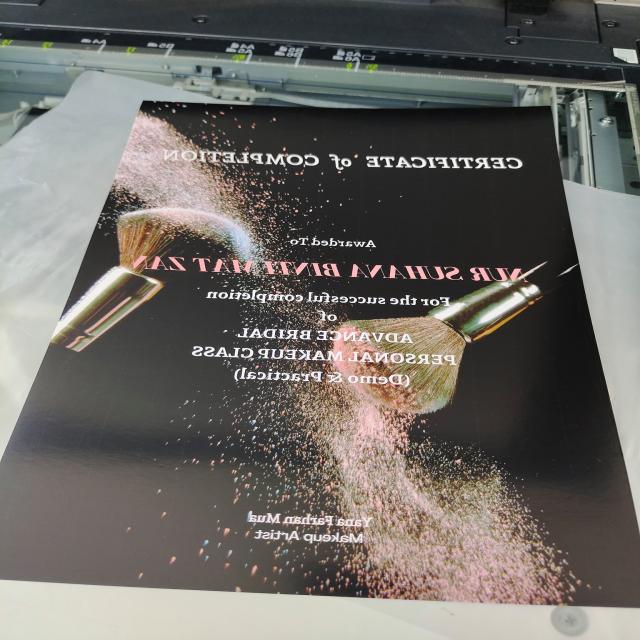 CERTIFICATE of COMPLETION
Awarded To
NUR SUHANA BINTI MAT ZAN
For the succesful completion
of
ADVANCE BRIDAL
PERSONAL MAKEUP CLASS
(Demo & Practical)
Yana Farhan Mua
Makeup Artist